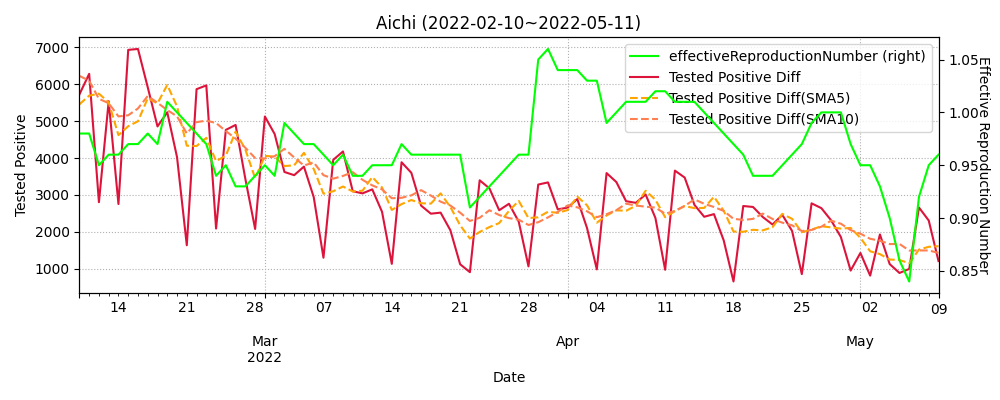 Aichi (2022-02-10~2022-05-11)
effectiveReproductionNumber (right)
Tested Positive Diff
Tested Positive Diff(SMA5)
Tested Positive Diff(SMA10)
7000
6000
5000
4000
3000
2000
1000
Tested Positive
1.05
1.00
0.95
0.90
0.85
Effective Reproduction Number
14 21 28 07 14 21 28 04 11 18 25 02 09
Mar Apr May
2022
Date